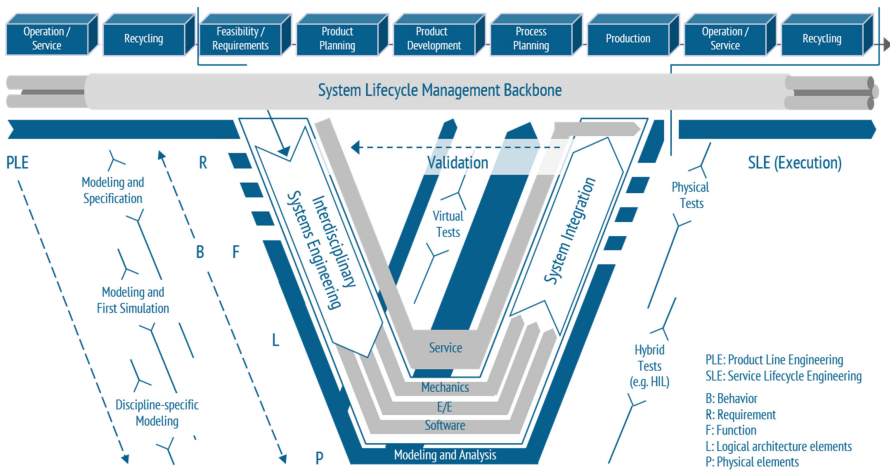 Operation /
Service
Recycling
Feasibility /
Requirements
Product
Planning
Product
Development
Process
Planning
Production
Operation /
Service
Recycling
System Lifecycle Management Backbone
PLE
R
Validation
SLE (Execution)
Modeling and
Specification
Interdisciplinary
Systems Engineering
Virtual
Tests
System Integration
Physical
Tests
B
F
Modeling and
First Simulation
L
Service
Hybrid
Tests
(e.g. HIL)
Mechanics
E/E
Software
Discipline-specific
Modeling
P
Modeling and Analysis
PLE: Product Line Engineering
SLE: Service Lifecycle Engineering
B: Behavior
R: Requirement
F: Function
L: Logical architecture elements
P: Physical elements